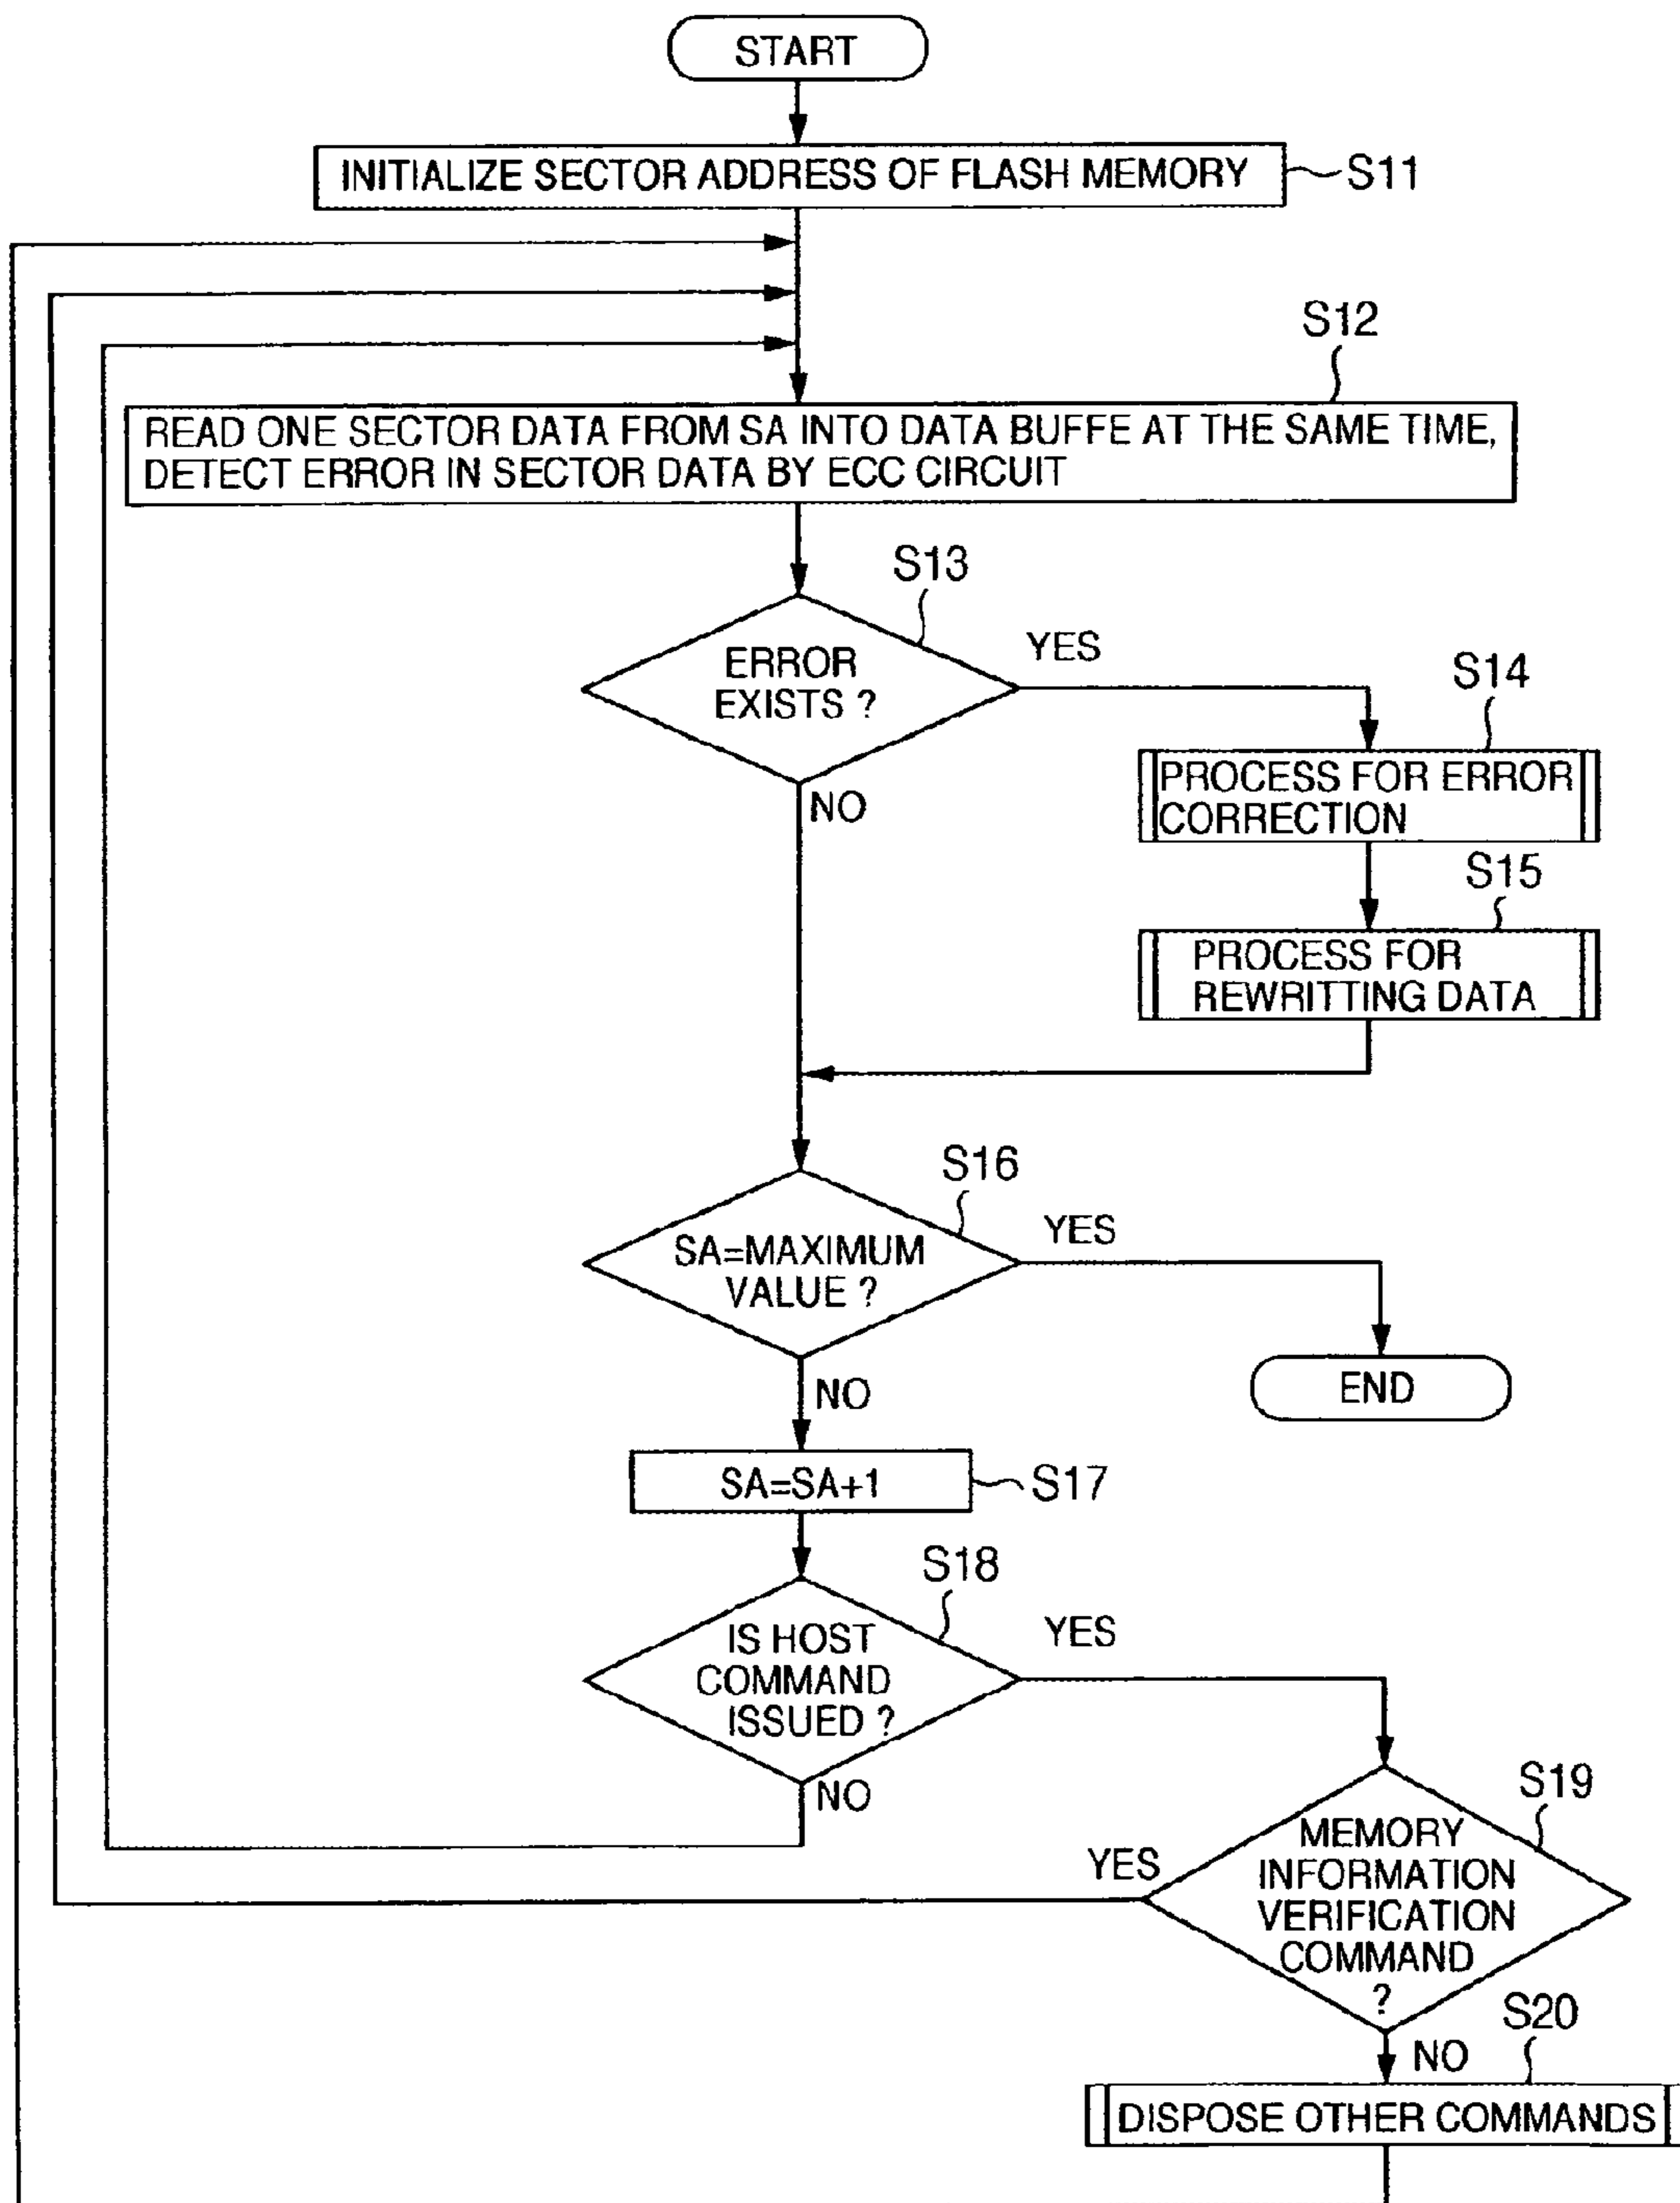 START
INITIALIZE SECTOR ADDRESS OF FLASH MEMORY
S11
S12
READ ONE SECTOR DATA FROM SA INTO DATA BUFFE AT THE SAME TIME,
DETECT ERROR IN SECTOR DATA BY ECC CIRCUIT
S13
ERROR
EXISTS ?
YES
NO
S14
PROCESS FOR ERROR
CORRECTION
S15
PROCESS FOR
REWRITTING DATA
S16
SA=MAXIMUM
VALUE ?
YES
END
NO
SA=SA+1
S17
S18
IS HOST
COMMAND
ISSUED ?
YES
NO
S19
MEMORY
INFORMATION
VERIFICATION
COMMAND
?
YES
NO
S20
DISPOSE OTHER COMMANDS